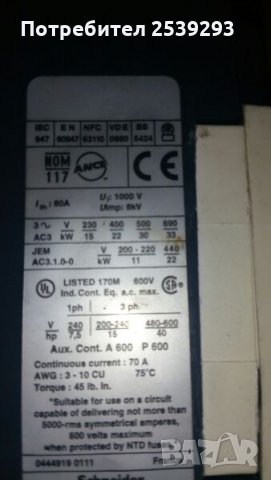 Потребител 2539293
IEC EN NFC VDE BS
947 60947 63110 0660 5424
NOM 117 ANCE CE
Ith : 80A Ui: 1000 V
Uimp: 8kV
3 ~ V 230 400 500 690
AC3 kW 15 22 30 33
JEM V 200 - 220 440
AC3.1.0-0 kW 11 22
UL LISTED 170M 600V SA
Ind. Cont. Eq. a.c. max.
1ph 3 ph
V 240 200-240 480-600
hp 7,5 15 40
Aux. Cont. A 600 P 600
Continuous current : 70 A
AWG : 3 - 10 CU 75°C
Torque : 45 lb. In.
"Suitable for use on a circuit
capable of delivering not more than
5000-rms symmetrical amperes,
600 volts maximum
when protected by NTD fus
0444919 0111
Schneider
bazar